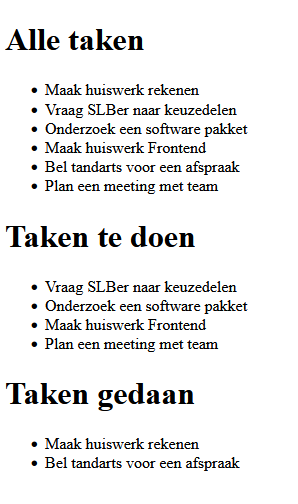 Alle taken
Maak huiswerk rekenen
Vraag SLBer naar keuzedelen
Onderzoek een software pakket
Maak huiswerk Frontend
Bel tandarts voor een afspraak
Plan een meeting met team
Taken te doen
Vraag SLBer naar keuzedelen
Onderzoek een software pakket
Maak huiswerk Frontend
Plan een meeting met team
Taken gedaan
Maak huiswerk rekenen
Bel tandarts voor een afspraak